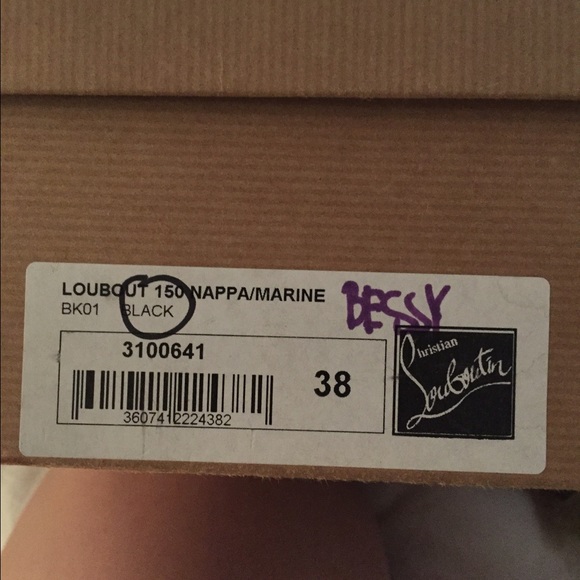 LOUBOUT 150 NAPPA/MARINE
BESSY
BK01 BLACK
3100641
38
3607412224382
Christian
Louboutin